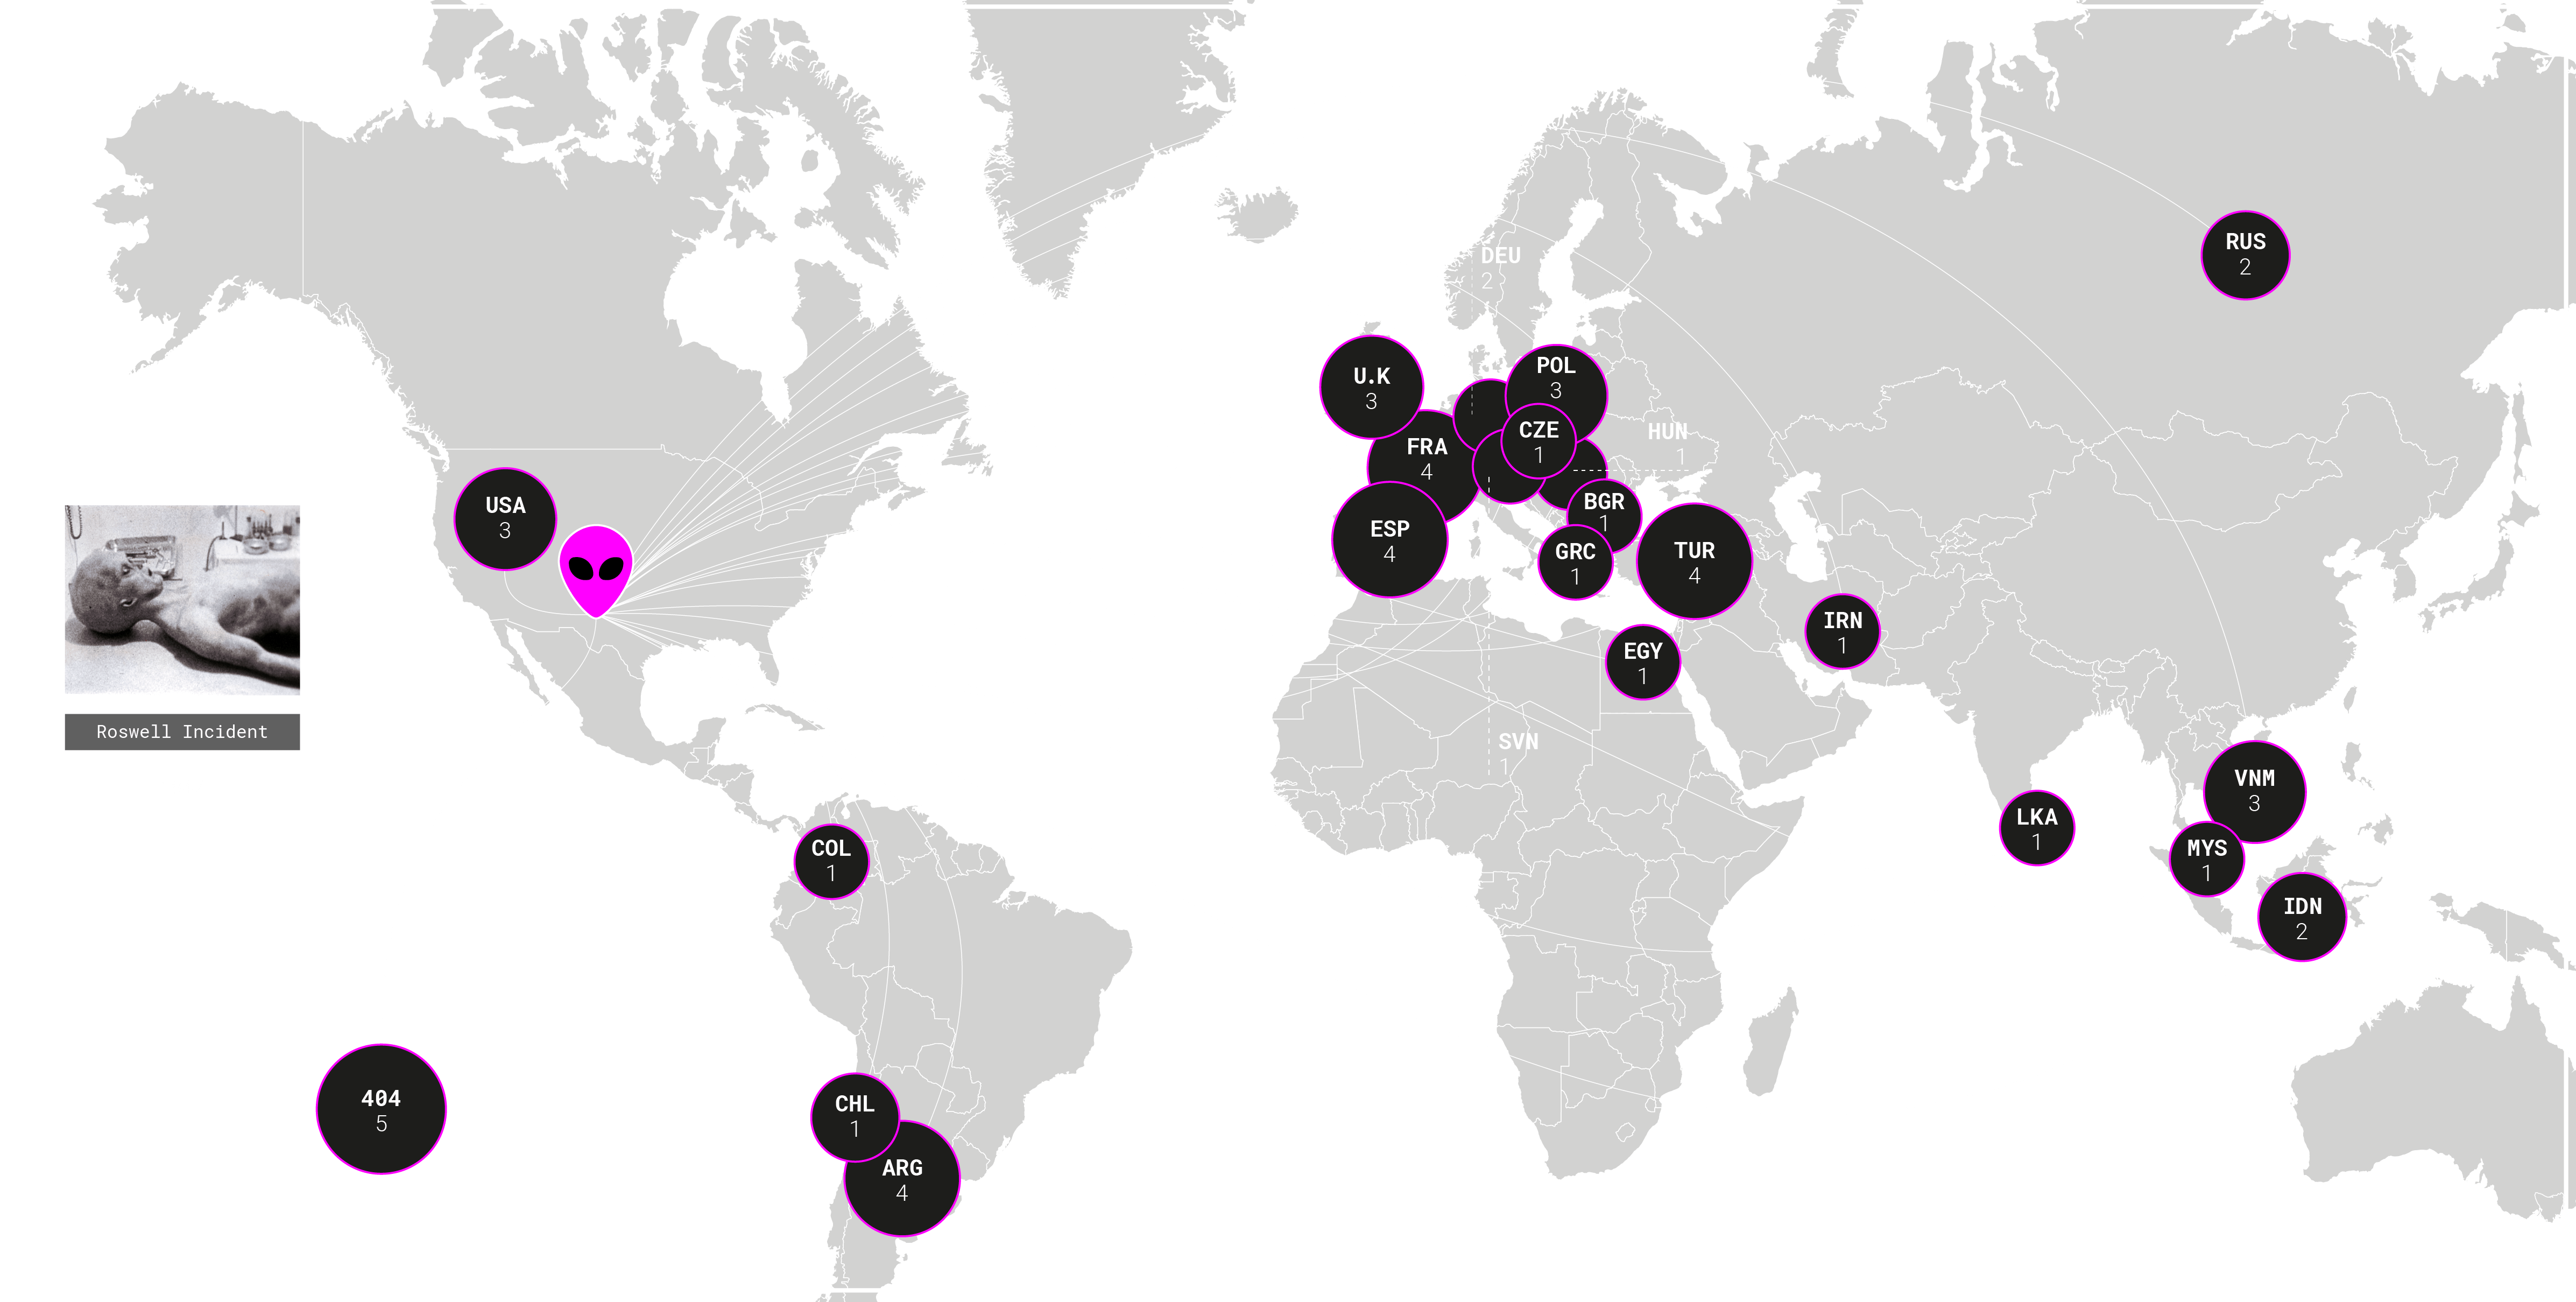 DEU
2
RUS
2
U.K
3
POL
3
CZE
1
HUN
1
FRA
4
USA
3
ESP
4
BGR
1
GRC
1
TUR
4
IRN
1
EGY
1
Roswell Incident
SVN
1
VNM
3
LKA
1
COL
1
MYS
1
IDN
2
404
5
CHL
1
ARG
4